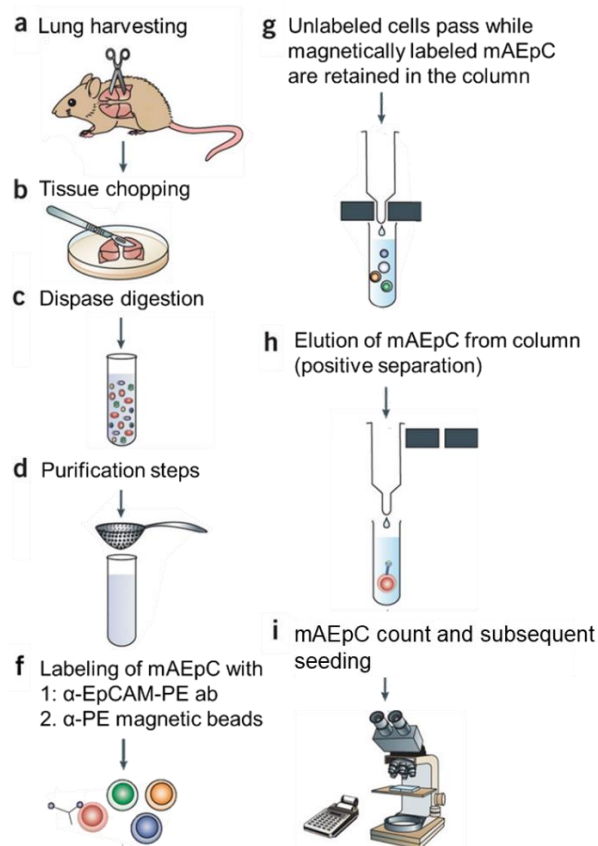 a Lung harvesting
b Tissue chopping
c Dispase digestion
d Purification steps
f Labeling of mAEpC with
1: α-EpCAM-PE ab
2. α-PE magnetic beads
g Unlabeled cells pass while
magnetically labeled mAEpC
are retained in the column
h Elution of mAEpC from column
(positive separation)
i mAEpC count and subsequent
seeding